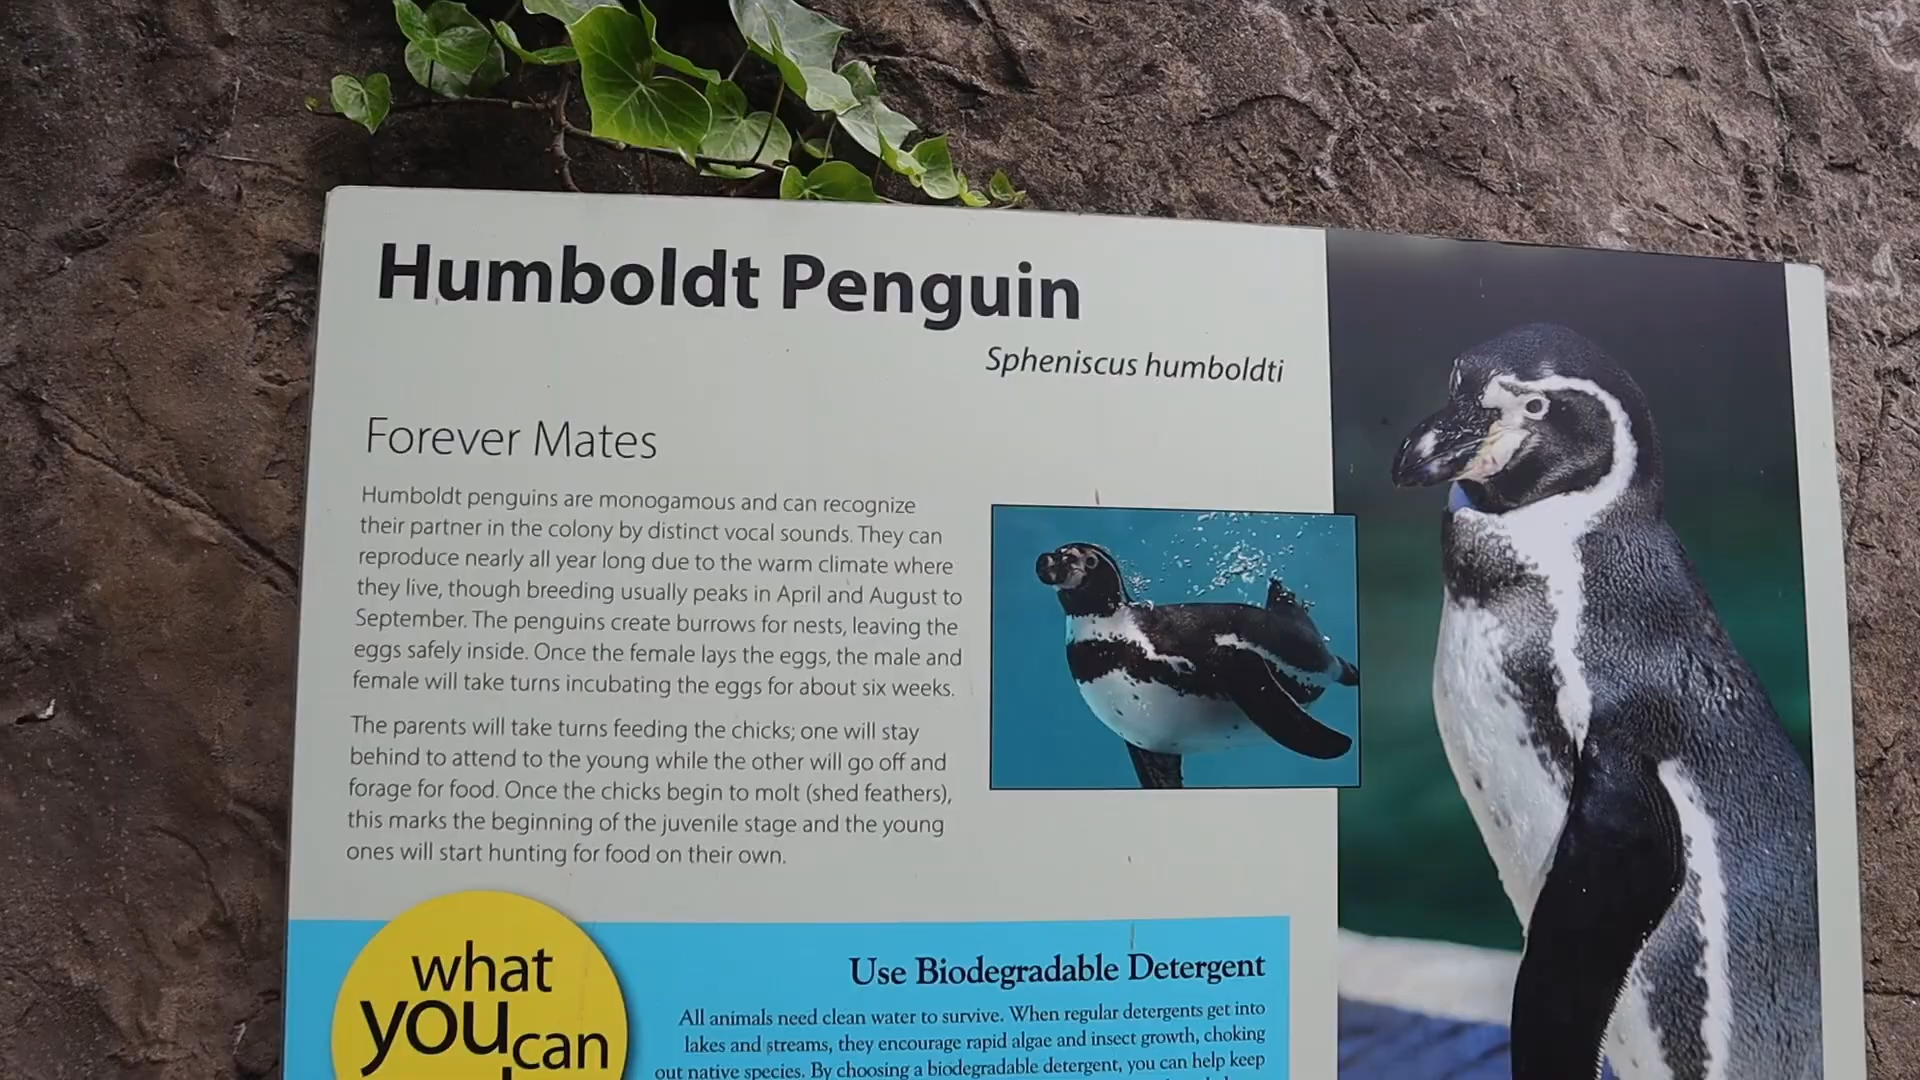 Humboldt Penguin
Spheniscus humboldti
Forever Mates
Humboldt penguins are monogamous and can recognize
their partner in the colony by distinct vocal sounds. They can
reproduce nearly all year long due to the warm climate where
they live, though breeding usually peaks in April and August to
September. The penguins create burrows for nests, leaving the
eggs safely inside. Once the female lays the eggs, the male and
female will take turns incubating the eggs for about six weeks.
The parents will take turns feeding the chicks; one will stay
behind to attend to the young while the other will go off and
forage for food. Once the chicks begin to molt (shed feathers),
this marks the beginning of the juvenile stage and the young
ones will start hunting for food on their own.
what
you can
Use Biodegradable Detergent
All animals need clean water to survive. When regular detergents get into
lakes and streams, they encourage rapid algae and insect growth, choking
out native species. By choosing a biodegradable detergent, you can help keep